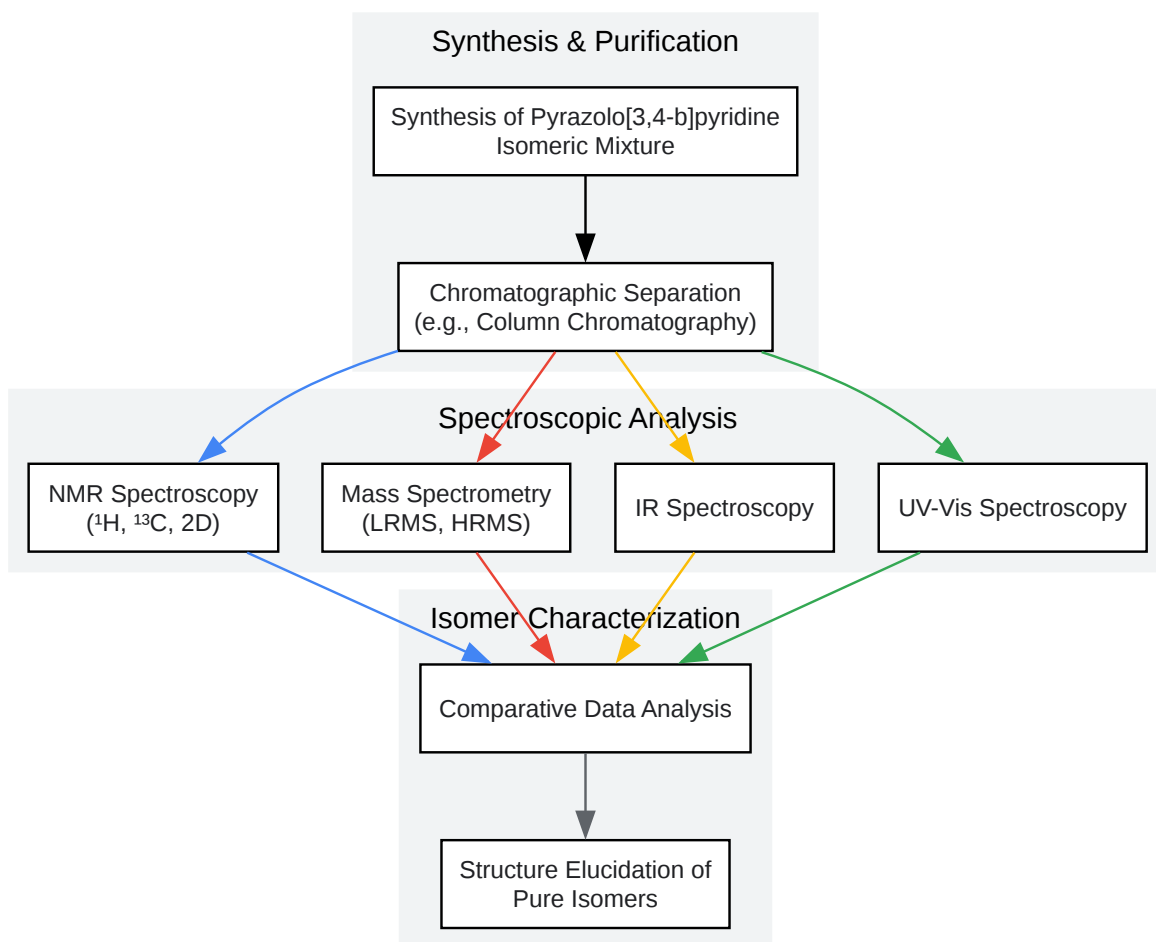 Synthesis & Purification
Synthesis of Pyrazolo[3,4-b]pyridine
Isomeric Mixture
Chromatographic Separation
(e.g., Column Chromatography)
Spectroscopic Analysis
NMR Spectroscopy
(¹H, ¹³C, 2D)
Mass Spectrometry
(LRMS, HRMS)
IR Spectroscopy
UV-Vis Spectroscopy
Isomer Characterization
Comparative Data Analysis
Structure Elucidation of
Pure Isomers